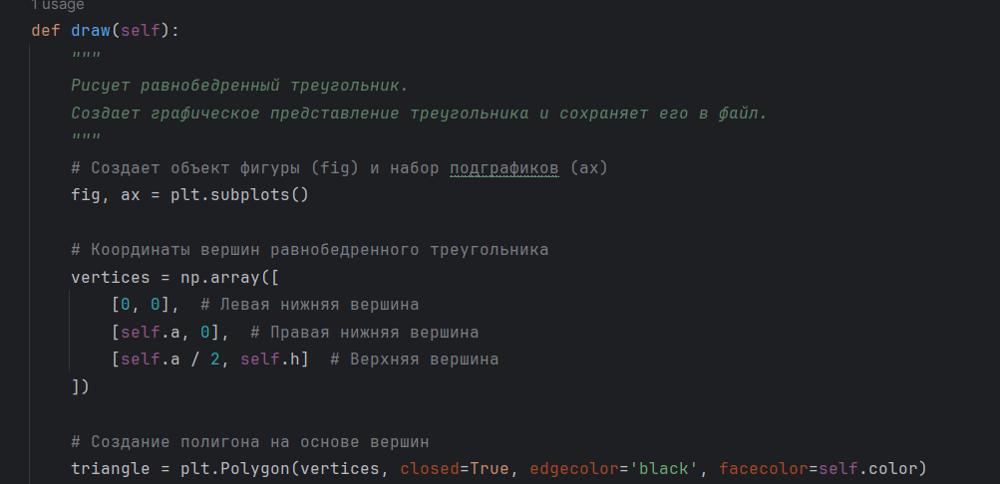 1 usage
def draw(self):
"""
Рисует равнобедренный треугольник.
Создает графическое представление треугольника и сохраняет его в файл.
"""
# Создает объект фигуры (fig) и набор подграфиков (ax)
fig, ax = plt.subplots()
# Координаты вершин равнобедренного треугольника
vertices = np.array([
[0, 0],  # Левая нижняя вершина
[self.a, 0],  # Правая нижняя вершина
[self.a / 2, self.h]  # Верхняя вершина
])
# Создание полигона на основе вершин
triangle = plt.Polygon(vertices, closed=True, edgecolor='black', facecolor=self.color)